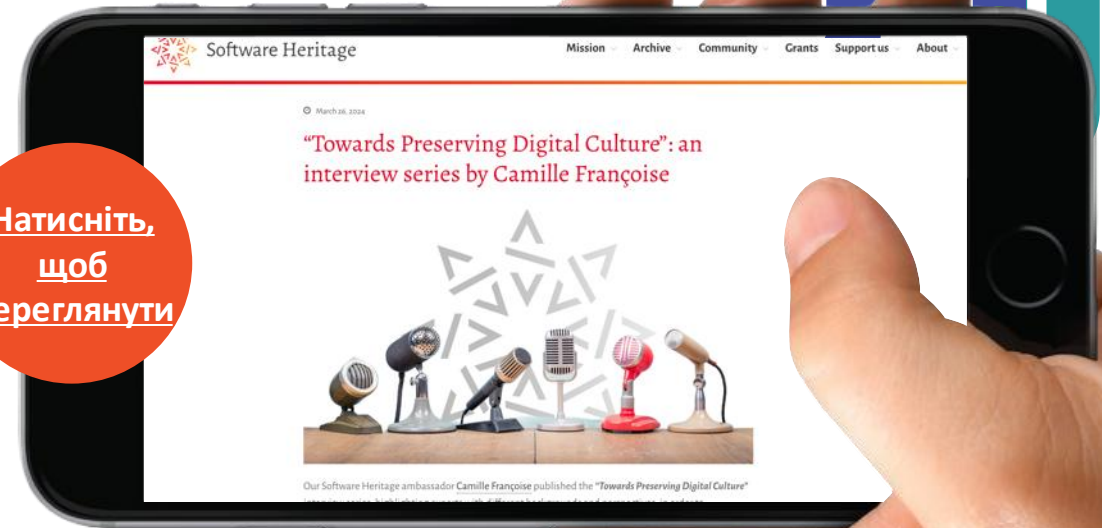 Software Heritage
Mission Archive Community Grants Support us About
March 26, 2024
“Towards Preserving Digital Culture”: an
interview series by Camille Françoise
Натисніть,
щоб
ереглянути
Our Software Heritage ambassador Camille Françoise published the "Towards Preserving Digital Culture"